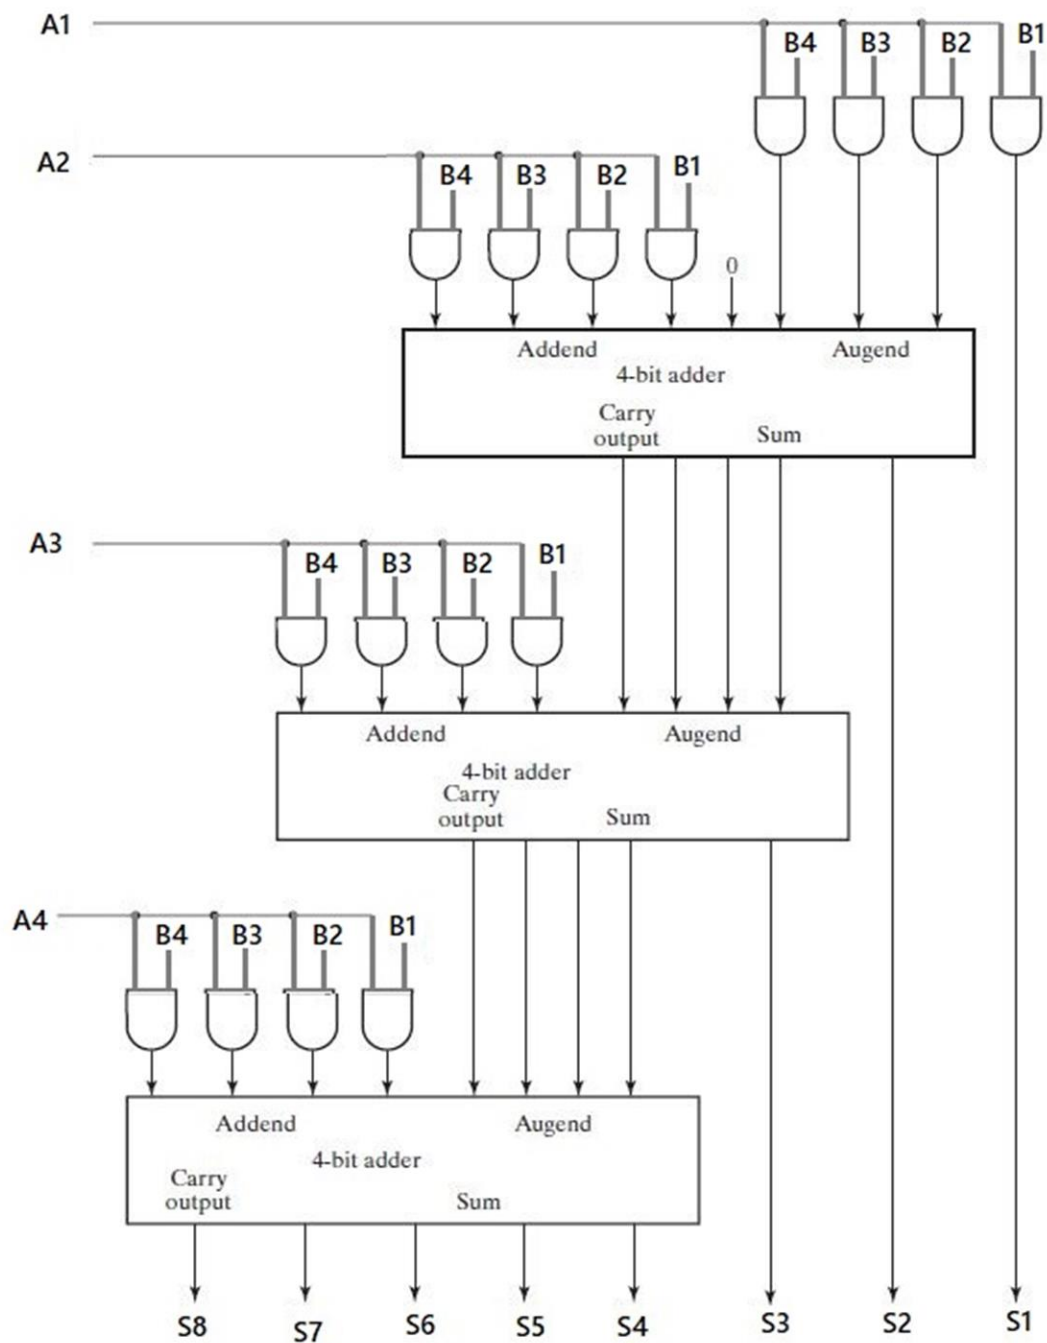 A1
B4 B3 B2 B1
A2
B4 B3 B2 B1
0
Addend Augend
4-bit adder
Carry
output Sum
A3
B4 B3 B2 B1
Addend Augend
4-bit adder
Carry
output Sum
A4
B4 B3 B2 B1
Addend Augend
4-bit adder
Carry
output Sum
S8 S7 S6 S5 S4 S3 S2 S1